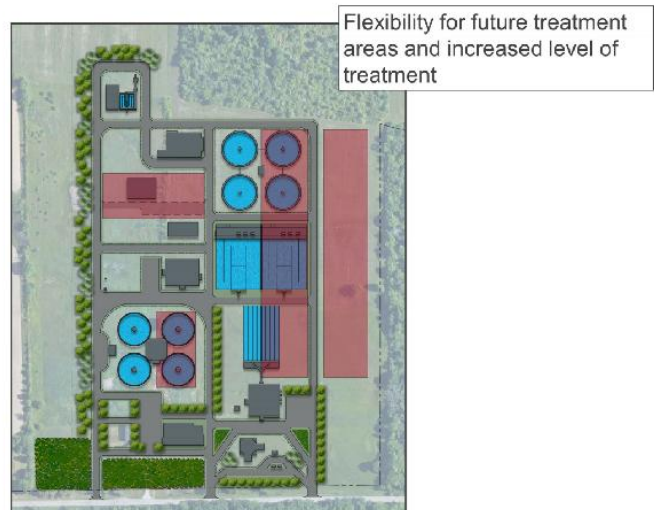 Flexibility for future treatment
areas and increased level of
treatment